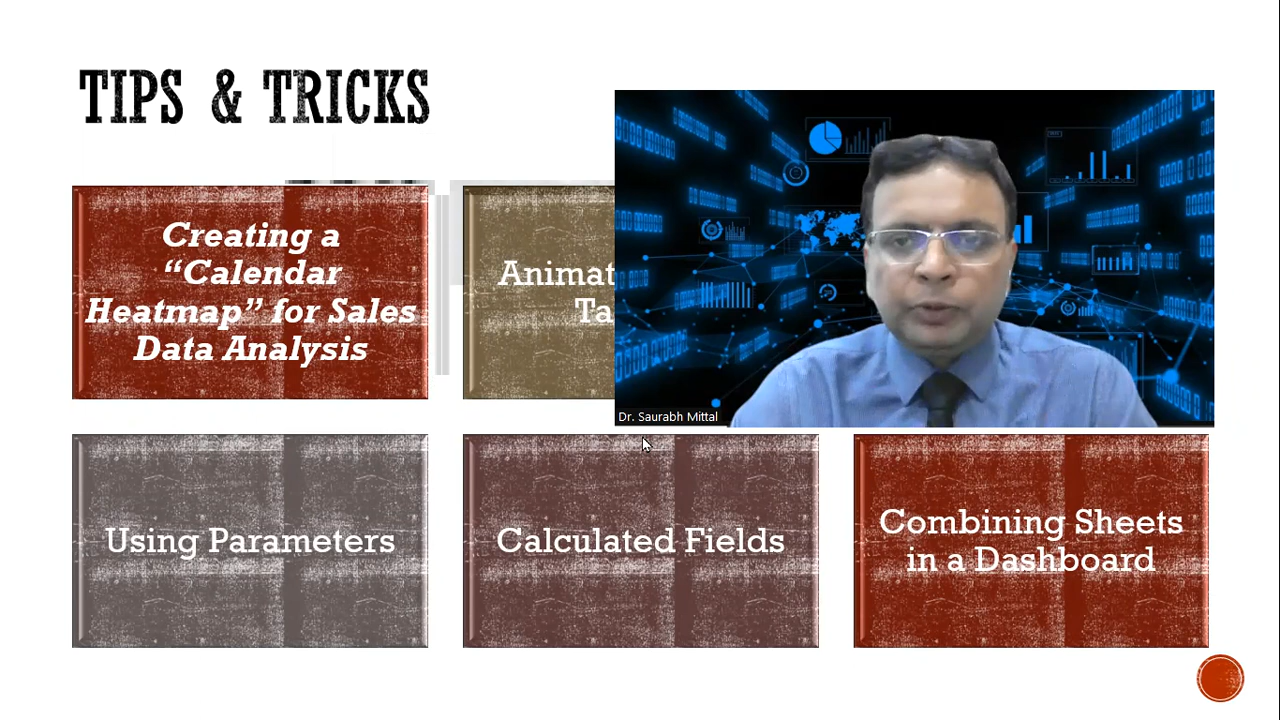 TIPS & TRICKS
Creating a
“Calendar
Heatmap” for Sales
Data Analysis
Dr. Saurabh Mittal
Using Parameters
Calculated Fields
Combining Sheets
in a Dashboard